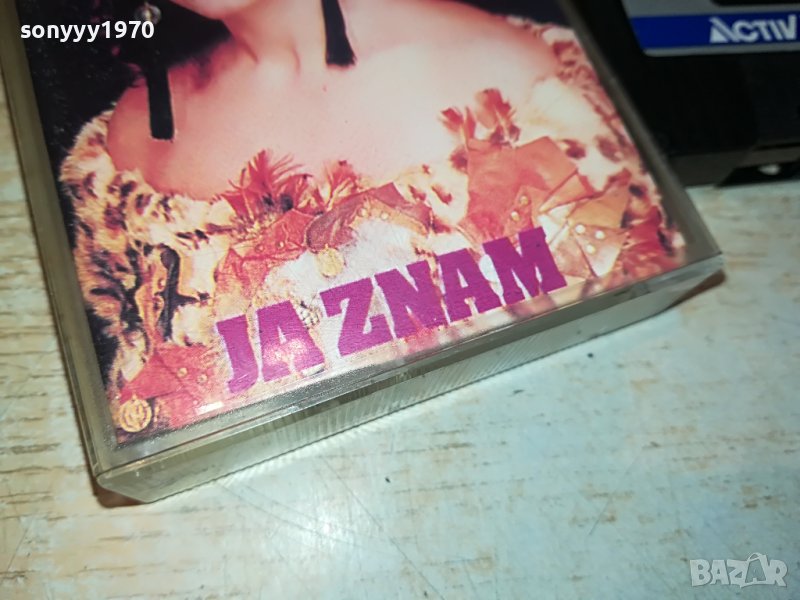 sonyyy1970
ACTIV
JA ZNAM
BAZAR